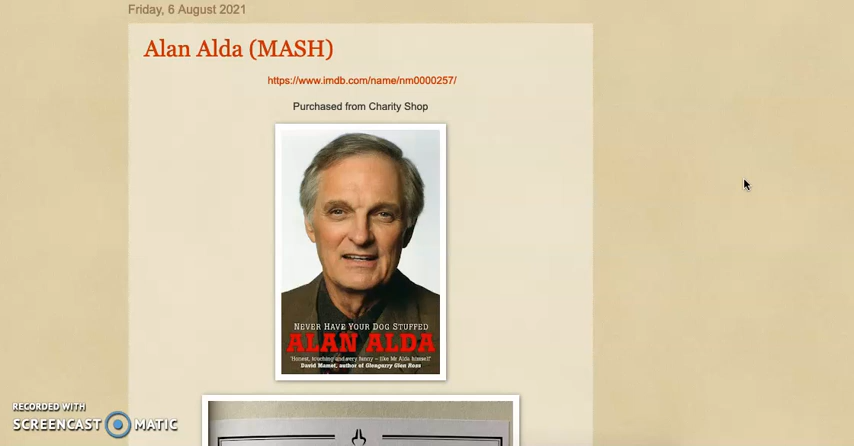 Friday, 6 August 2021
Alan Alda (MASH)
https://www.imdb.com/name/nm0000257/
Purchased from Charity Shop
NEVER HAVE YOUR DOG STUFFED
ALAN ALDA
'Honest, touching and very funny – like Mr Alda himself'
David Mamet, author of Glengarry Glen Ross
RECORDED WITH
SCREENCAST MATIC